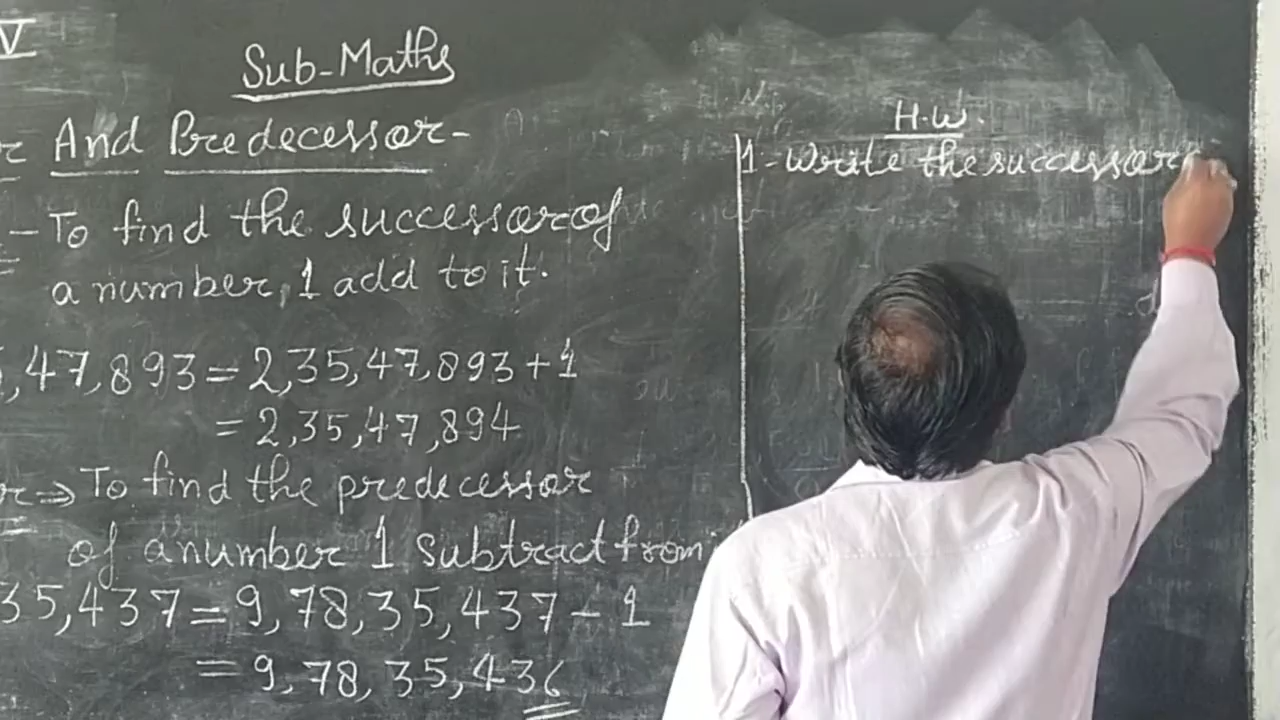 V
Sub-Maths
And Predecessor-
- To find the successor of
a number, 1 add to it.
,47,893 = 2,35,47,893 + 1
= 2,35,47,894
⇒ To find the predecessor
of a number 1 subtract from
35,437 = 9,78,35,437 - 1
= 9,78,35,436
H.W.
1- Write the successor